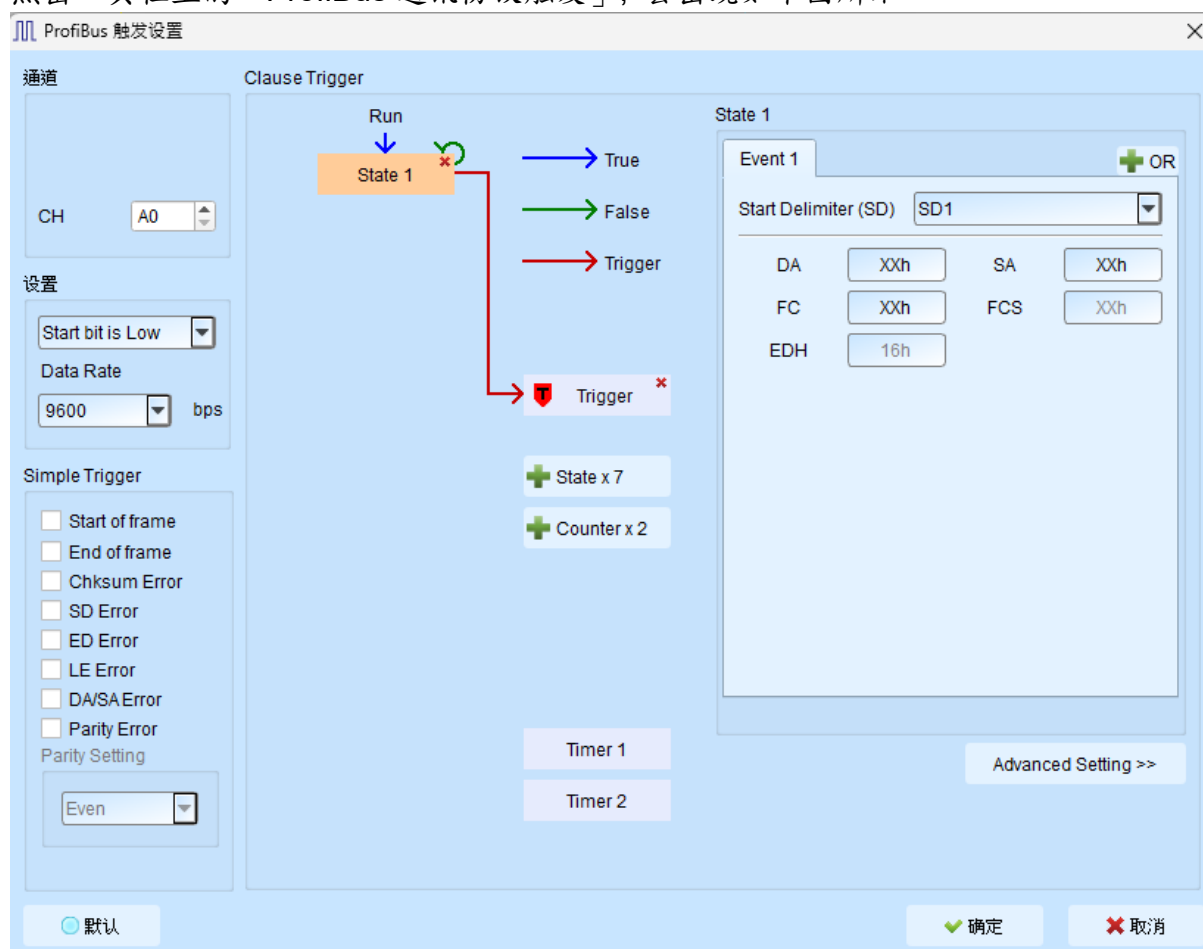 ProfiBus 触发设置
通道
CH A0
设置
Start bit is Low
Data Rate
9600 bps
Simple Trigger
Start of frame
End of frame
Chksum Error
SD Error
ED Error
LE Error
DA/SA Error
Parity Error
Parity Setting
Even
Clause Trigger
Run
State 1
True
False
Trigger
T Trigger
State x 7
Counter x 2
Timer 1
Timer 2
State 1
Event 1 OR
Start Delimiter (SD) SD1
DA XXh SA XXh
FC XXh FCS XXh
EDH 16h
Advanced Setting >>
默认 确定 取消